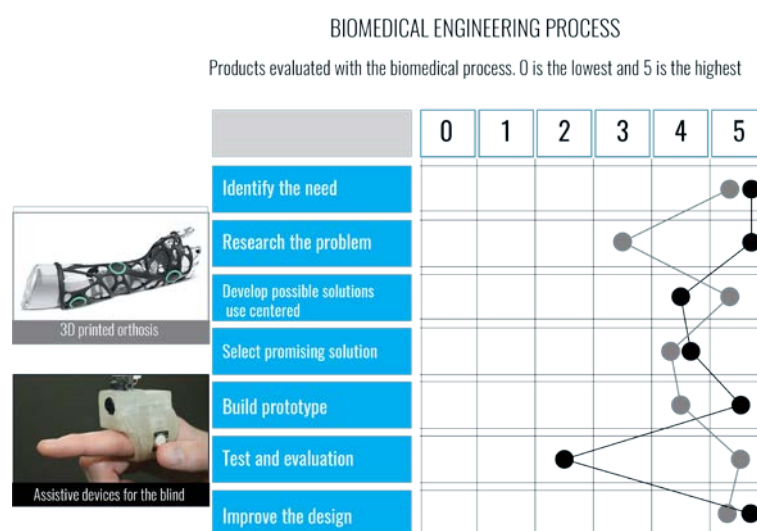 BIOMEDICAL ENGINEERING PROCESS
Products evaluated with the biomedical process. 0 is the lowest and 5 is the highest
0 1 2 3 4 5
Identify the need
Research the problem
Develop possible solutions
use centered
Select promising solution
Build prototype
Test and evaluation
Improve the design
3D printed orthosis
Assistive devices for the blind